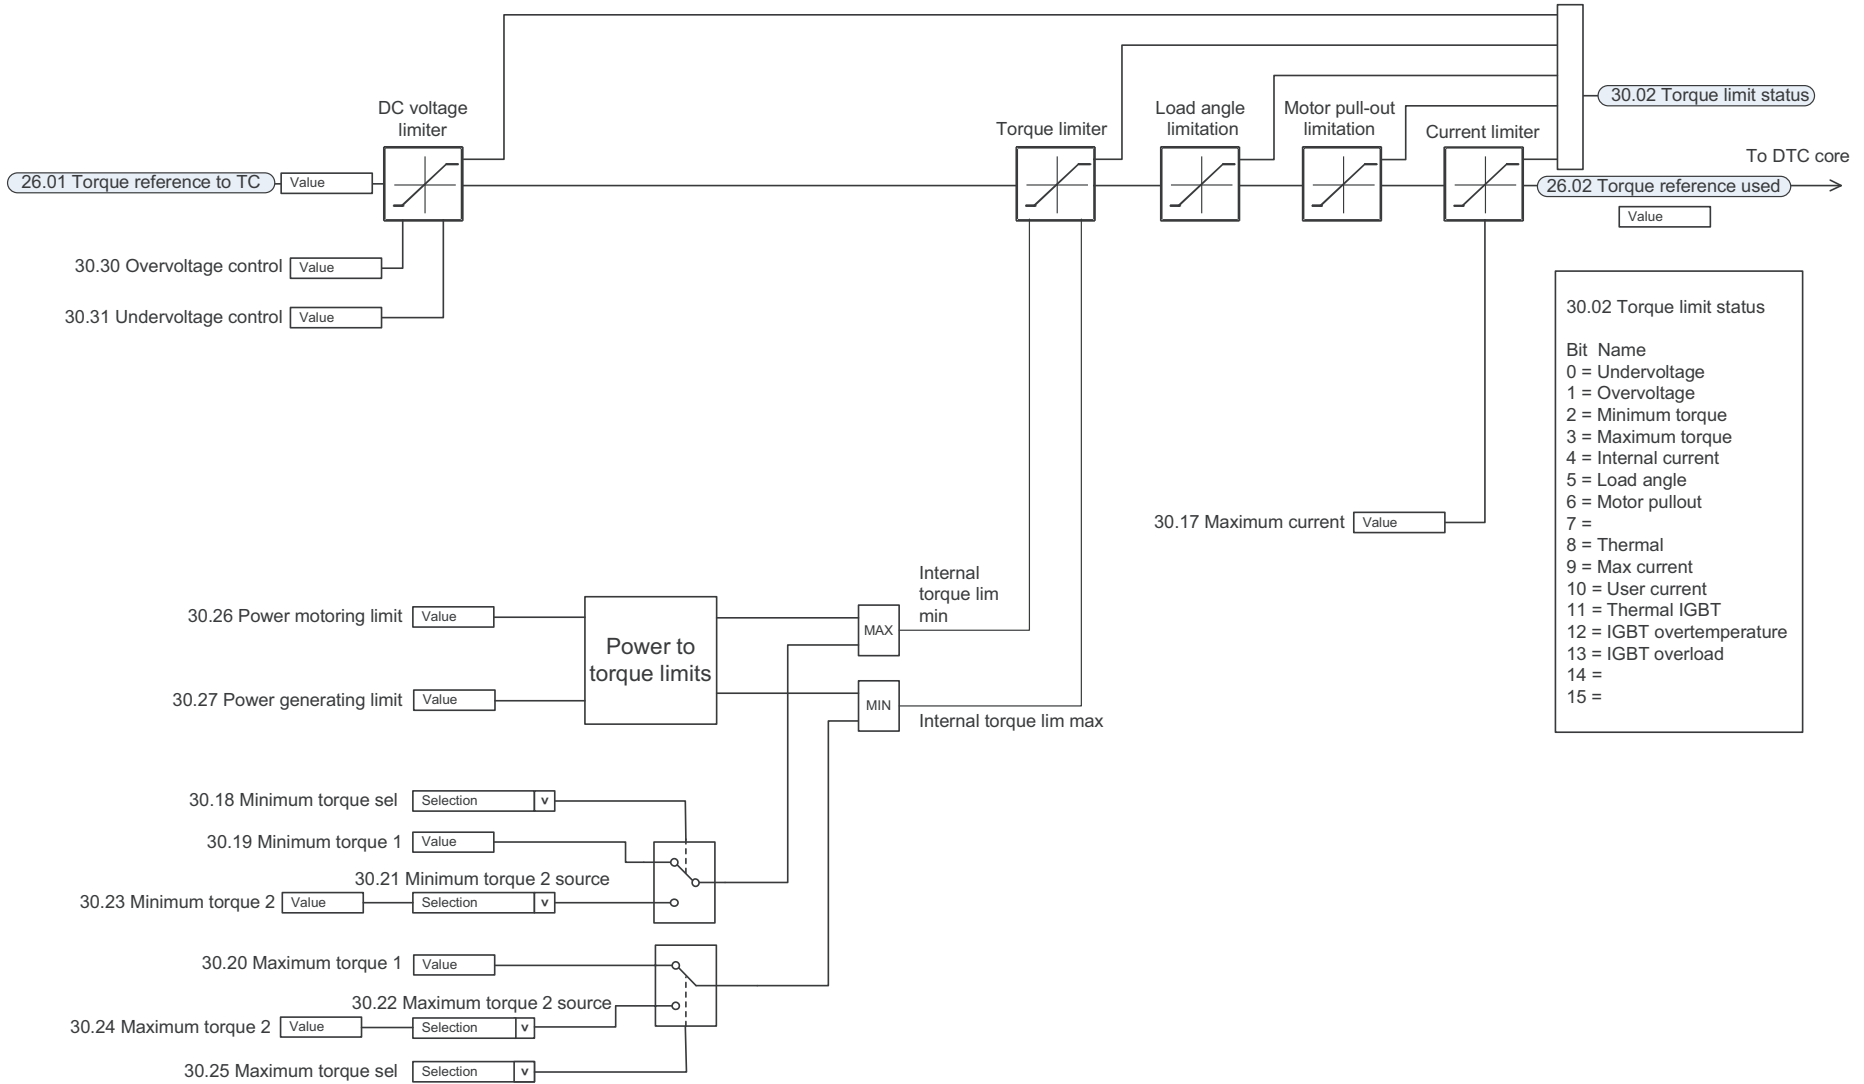 DC voltage
limiter
Torque limiter
Load angle
limitation
Motor pull-out
limitation
Current limiter
30.02 Torque limit status
To DTC core
26.01 Torque reference to TC
Value
26.02 Torque reference used
Value
30.30 Overvoltage control
Value
30.31 Undervoltage control
Value
30.02 Torque limit status
Bit Name
0 = Undervoltage
1 = Overvoltage
2 = Minimum torque
3 = Maximum torque
4 = Internal current
5 = Load angle
6 = Motor pullout
7 =
8 = Thermal
9 = Max current
10 = User current
11 = Thermal IGBT
12 = IGBT overtemperature
13 = IGBT overload
14 =
15 =
30.17 Maximum current
Value
Internal
torque lim
min
30.26 Power motoring limit
Value
Power to
torque limits
MAX
30.27 Power generating limit
Value
MIN
Internal torque lim max
30.18 Minimum torque sel
Selection
v
30.19 Minimum torque 1
Value
30.21 Minimum torque 2 source
30.23 Minimum torque 2
Value
Selection
v
30.20 Maximum torque 1
Value
30.22 Maximum torque 2 source
30.24 Maximum torque 2
Value
Selection
v
30.25 Maximum torque sel
Selection
v